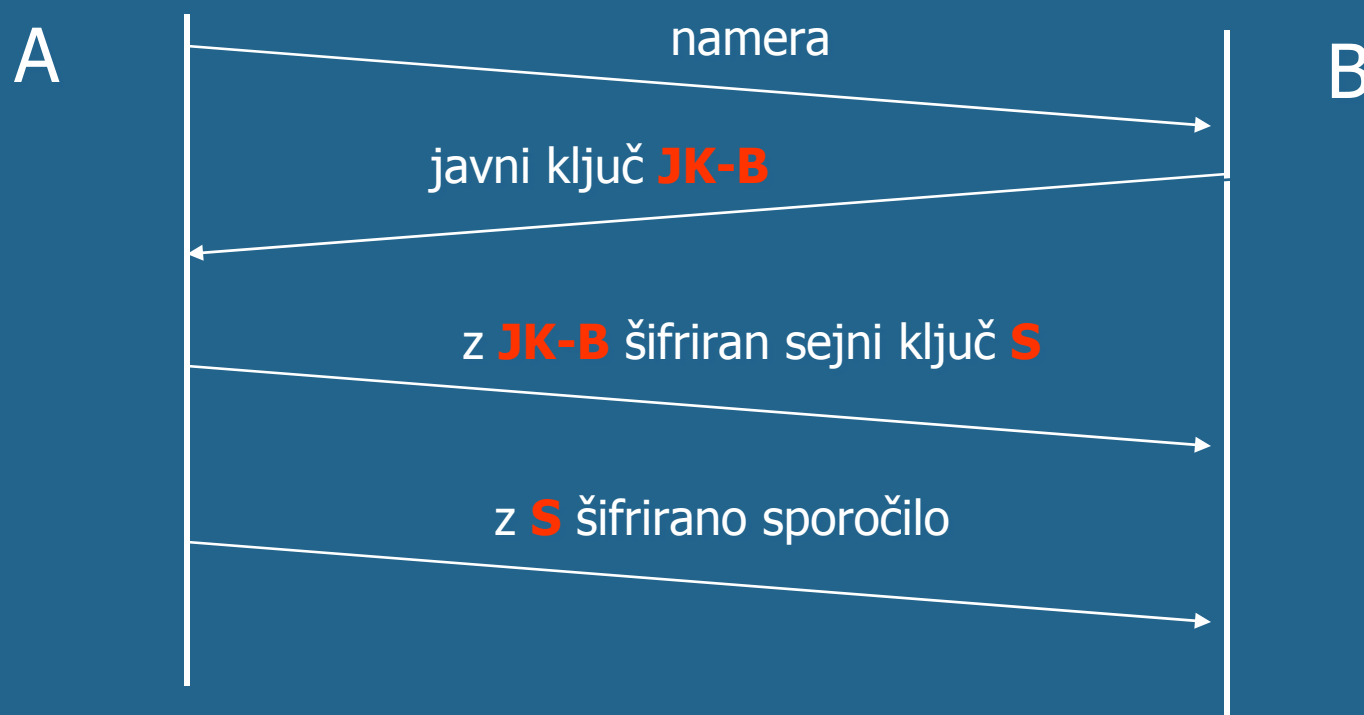 A
namera
B
javni ključ JK-B
z JK-B šifriran sejni ključ S
z S šifrirano sporočilo